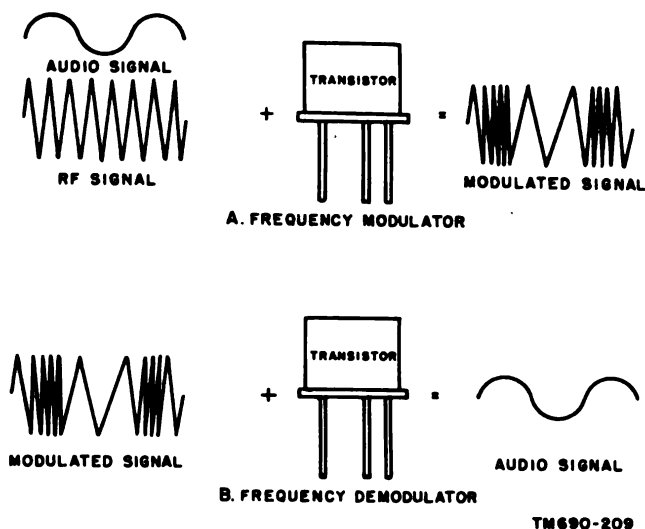 AUDIO SIGNAL
TRANSISTOR
+
=
RF SIGNAL
MODULATED SIGNAL
A. FREQUENCY MODULATOR
TRANSISTOR
+
=
MODULATED SIGNAL
AUDIO SIGNAL
B. FREQUENCY DEMODULATOR
TM690-209